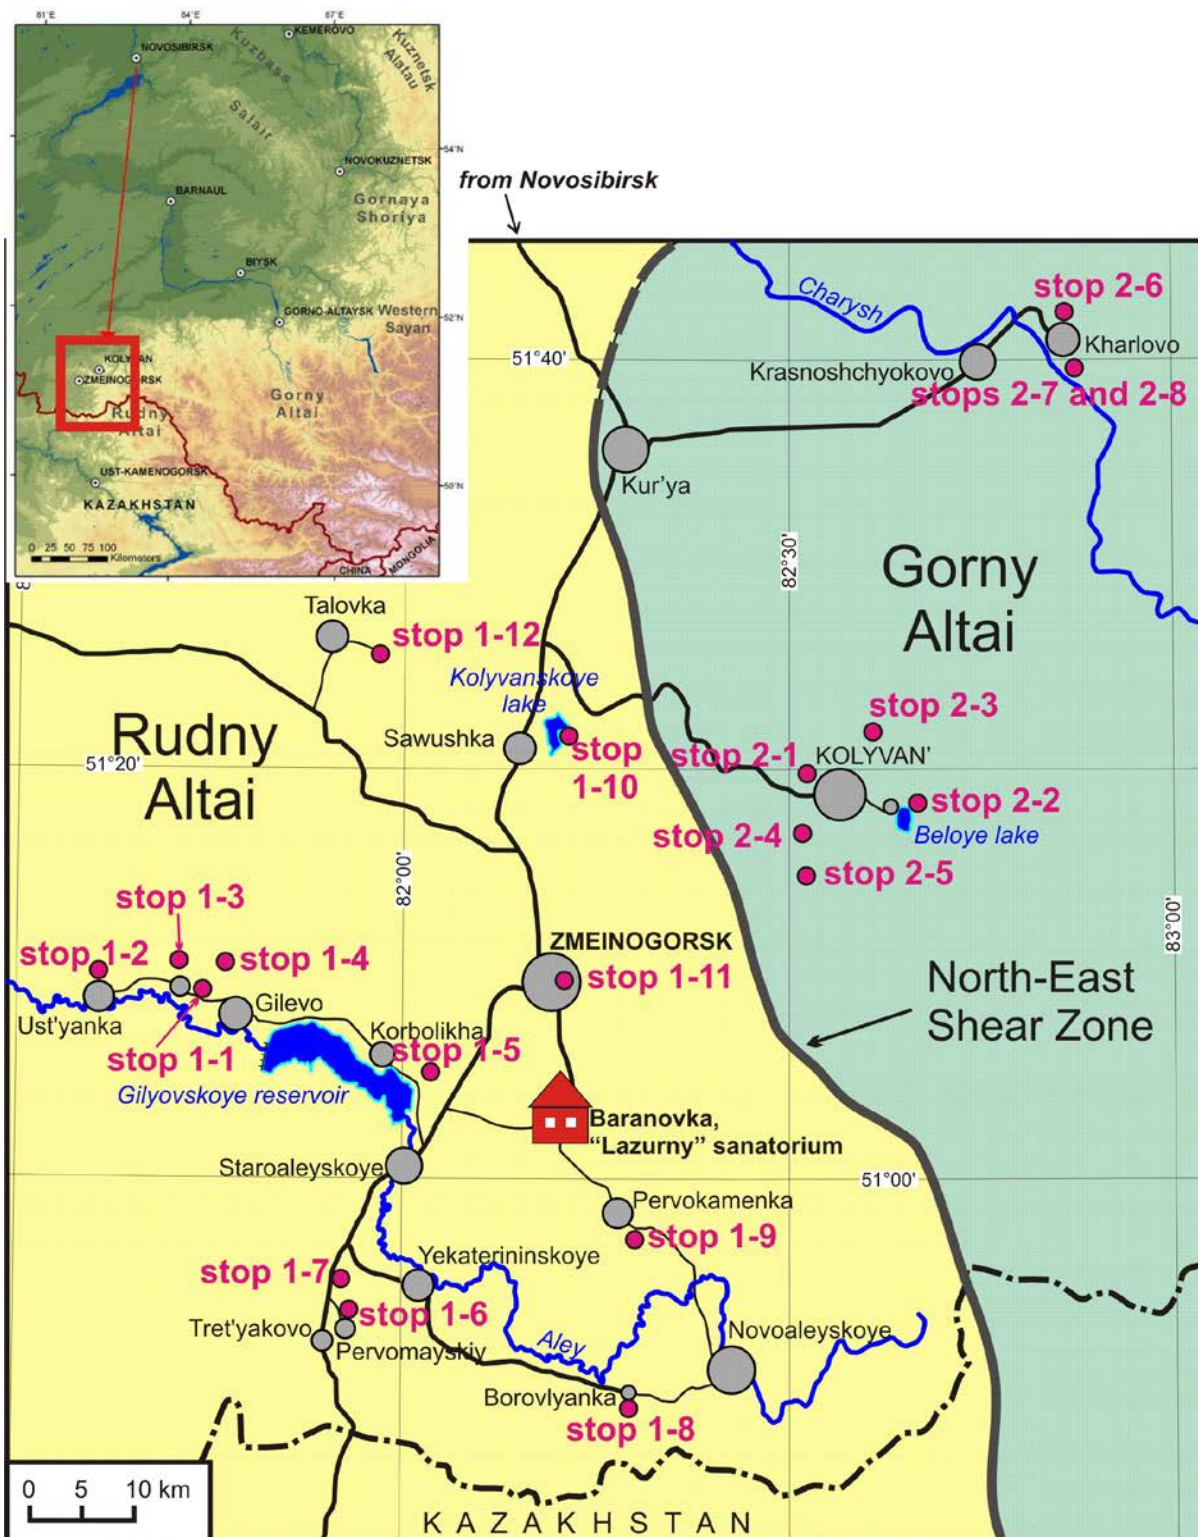 81°E
84°E
87°E
NOVOSIBIRSK
KEMEROVO
Kuzbass
Kuznetsk
Alatau
Salair
54°N
NOVOKUZNETSK
BARNAUL
Gornaya
Shoriya
BIYSK
GORNO-ALTAYSK
Western
Sayan
52°N
KOLYVAN
ZMEINOGORSK
Rudny
Altai
Gorny
Altai
UST-KAMENOGORSK
50°N
KAZAKHSTAN
0 25 50 75 100
Kilometers
CHINA
MONGOLIA
from Novosibirsk
Charysh
stop 2-6
Kharlovo
51°40'
Krasnoshchyokovo
stops 2-7 and 2-8
Kur'ya
82°30'
Gorny
Altai
Talovka
stop 1-12
Kolyvanskoye
lake
Rudny
Altai
Sawushka
51°20'
stop
1-10
stop 2-3
stop 2-1
KOLYVAN'
stop 2-2
Beloye lake
stop 2-4
stop 2-5
82°00'
83°00'
stop 1-3
stop 1-2
stop 1-4
ZMEINOGORSK
stop 1-11
North-East
Shear Zone
Ust'yanka
Gilevo
Korbolikha
stop 1-1
stop 1-5
Gilyovskoye reservoir
Baranovka,
"Lazurny" sanatorium
Staroaleyskoye
51°00'
Pervokamenka
stop 1-9
Yekaterininskoye
stop 1-7
stop 1-6
Tret'yakovo
Pervomayskiy
Aley
Novoaleyskoye
Borovlyanka
stop 1-8
0 5 10 km
KAZAKHSTAN